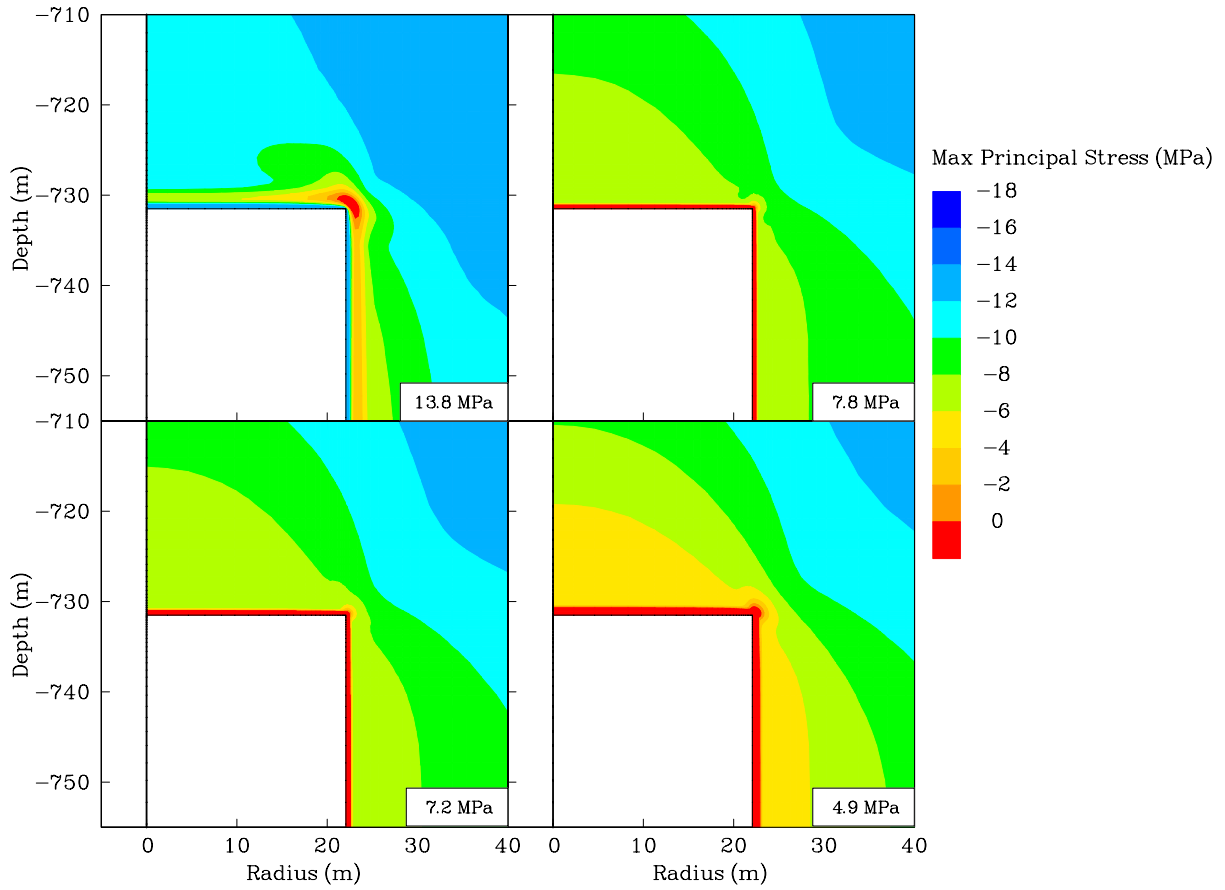 −710
−720
−730
−740
−750
Depth (m)
13.8 MPa
7.8 MPa
Max Principal Stress (MPa)
−18
−16
−14
−12
−10
−8
−6
−4
−2
0
−710
−720
−730
−740
−750
Depth (m)
7.2 MPa
4.9 MPa
0 10 20 30 0 10 20 30 40
Radius (m) Radius (m)